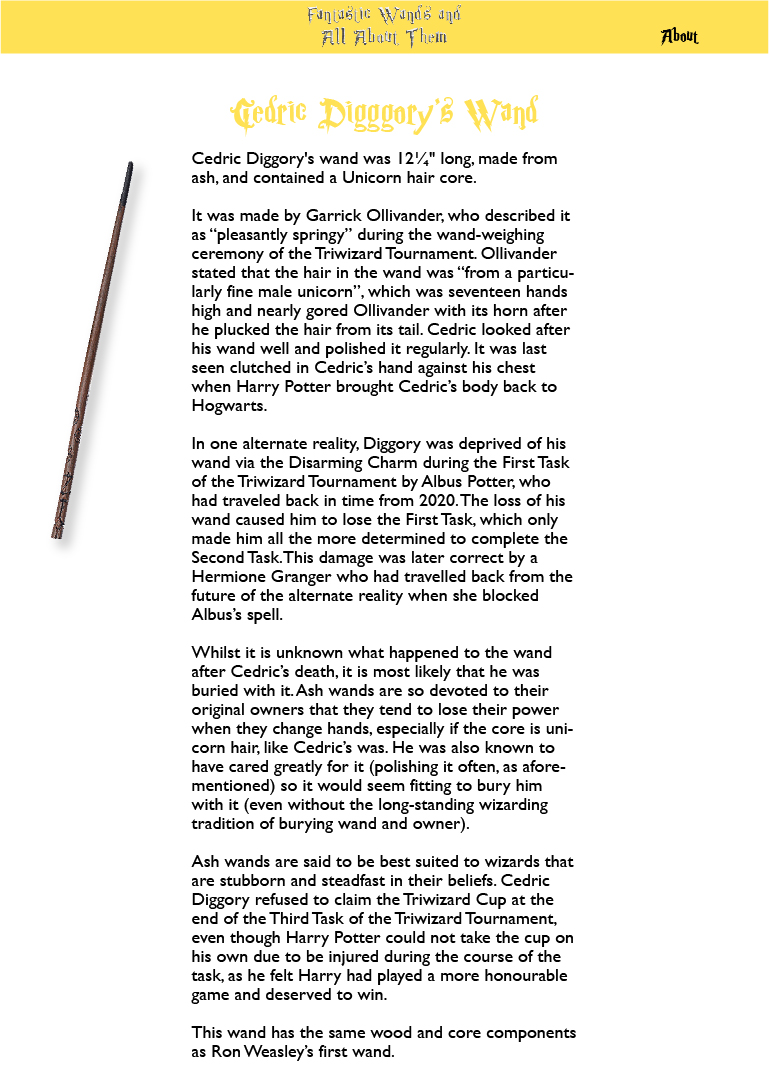 Fantastic Wands and
All About Them
About
Cedric Digggory's Wand
Cedric Diggory's wand was 12¼" long, made from
ash, and contained a Unicorn hair core.
It was made by Garrick Ollivander, who described it
as “pleasantly springy” during the wand-weighing
ceremony of the Triwizard Tournament. Ollivander
stated that the hair in the wand was “from a particu-
larly fine male unicorn”, which was seventeen hands
high and nearly gored Ollivander with its horn after
he plucked the hair from its tail. Cedric looked after
his wand well and polished it regularly. It was last
seen clutched in Cedric’s hand against his chest
when Harry Potter brought Cedric’s body back to
Hogwarts.
In one alternate reality, Diggory was deprived of his
wand via the Disarming Charm during the First Task
of the Triwizard Tournament by Albus Potter, who
had traveled back in time from 2020. The loss of his
wand caused him to lose the First Task, which only
made him all the more determined to complete the
Second Task. This damage was later correct by a
Hermione Granger who had travelled back from the
future of the alternate reality when she blocked
Albus’s spell.
Whilst it is unknown what happened to the wand
after Cedric’s death, it is most likely that he was
buried with it. Ash wands are so devoted to their
original owners that they tend to lose their power
when they change hands, especially if the core is uni-
corn hair, like Cedric’s was. He was also known to
have cared greatly for it (polishing it often, as afore-
mentioned) so it would seem fitting to bury him
with it (even without the long-standing wizarding
tradition of burying wand and owner).
Ash wands are said to be best suited to wizards that
are stubborn and steadfast in their beliefs. Cedric
Diggory refused to claim the Triwizard Cup at the
end of the Third Task of the Triwizard Tournament,
even though Harry Potter could not take the cup on
his own due to be injured during the course of the
task, as he felt Harry had played a more honourable
game and deserved to win.
This wand has the same wood and core components
as Ron Weasley’s first wand.